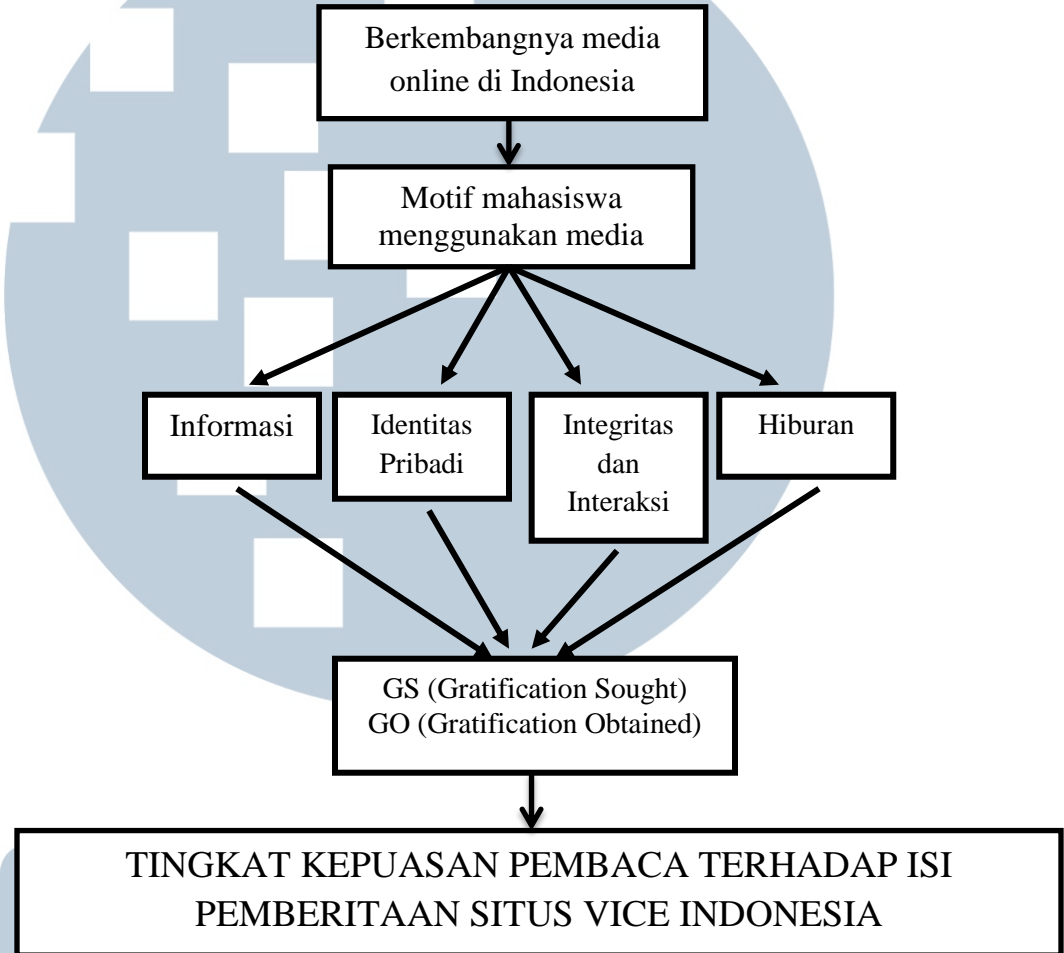 Berkembangnya media
online di Indonesia
Motif mahasiswa
menggunakan media
Informasi
Identitas
Pribadi
Integritas
dan
Interaksi
Hiburan
GS (Gratification Sought)
GO (Gratification Obtained)
TINGKAT KEPUASAN PEMBACA TERHADAP ISI
PEMBERITAAN SITUS VICE INDONESIA